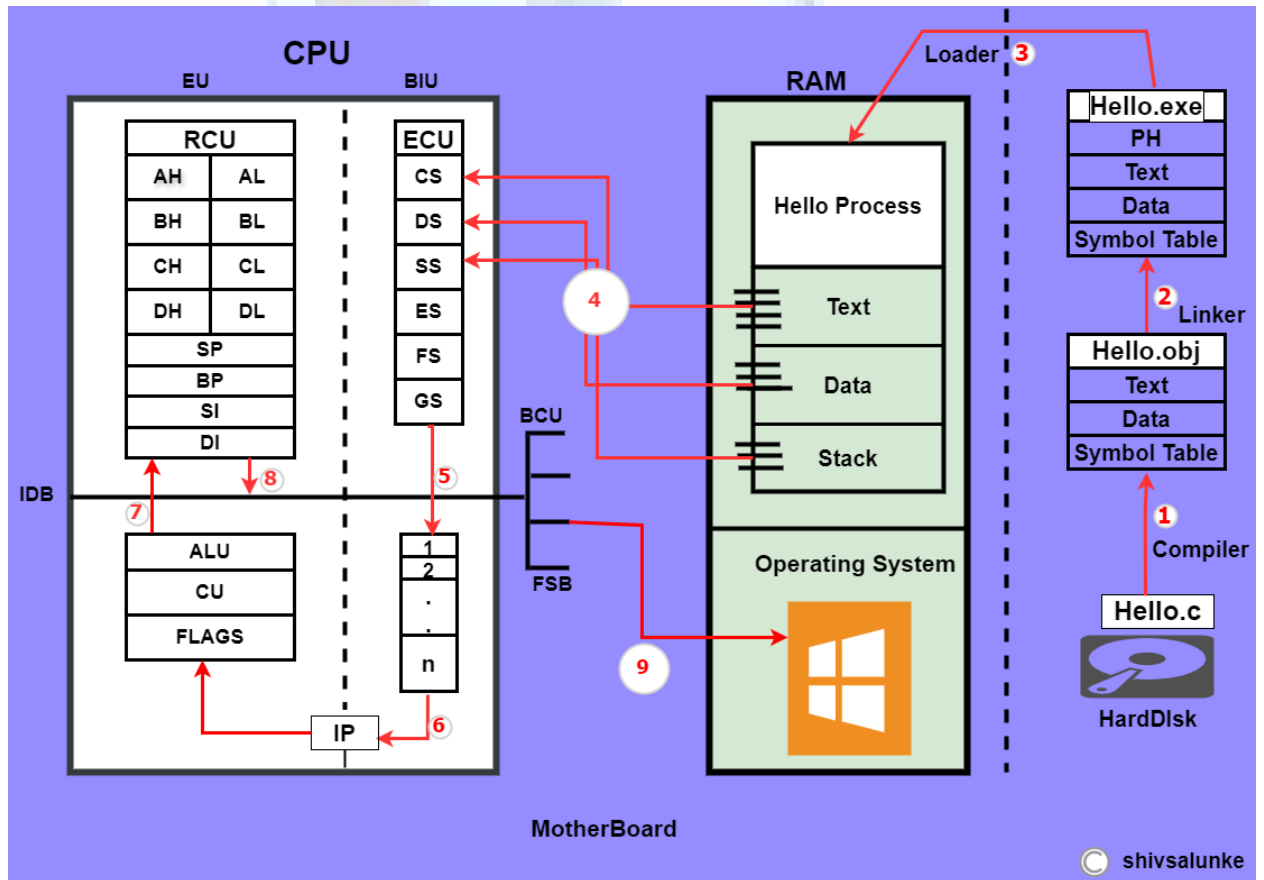 CPU
EU
BIU
RCU
AH AL
BH BL
CH CL
DH DL
SP
BP
SI
DI
ECU
CS
DS
SS
ES
FS
GS
5
8
7
IDB
BCU
FSB
ALU
CU
FLAGS
1
2
.
.
n
6
IP
4
9
RAM
Hello Process
Text
Data
Stack
Operating System
Loader 3
Hello.exe
PH
Text
Data
Symbol Table
2
Linker
Hello.obj
Text
Data
Symbol Table
1
Compiler
Hello.c
HardDIsk
MotherBoard
© shivsalunke